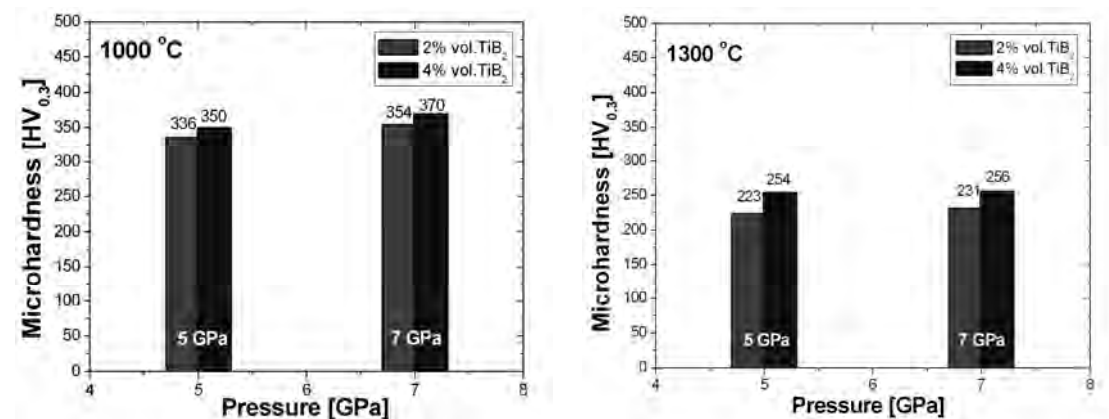 1000 °C
2% vol.TiB₂
4% vol.TiB₂
Microhardness [HV₀.₃]
500
450
400
350
300
250
200
150
100
50
0
336
350
354
370
5 GPa
7 GPa
4
5
6
7
8
Pressure [GPa]
1300 °C
2% vol.TiB₂
4% vol.TiB₂
Microhardness [HV₀.₃]
500
450
400
350
300
250
200
150
100
50
0
223
254
231
256
5 GPa
7 GPa
4
5
6
7
8
Pressure [GPa]